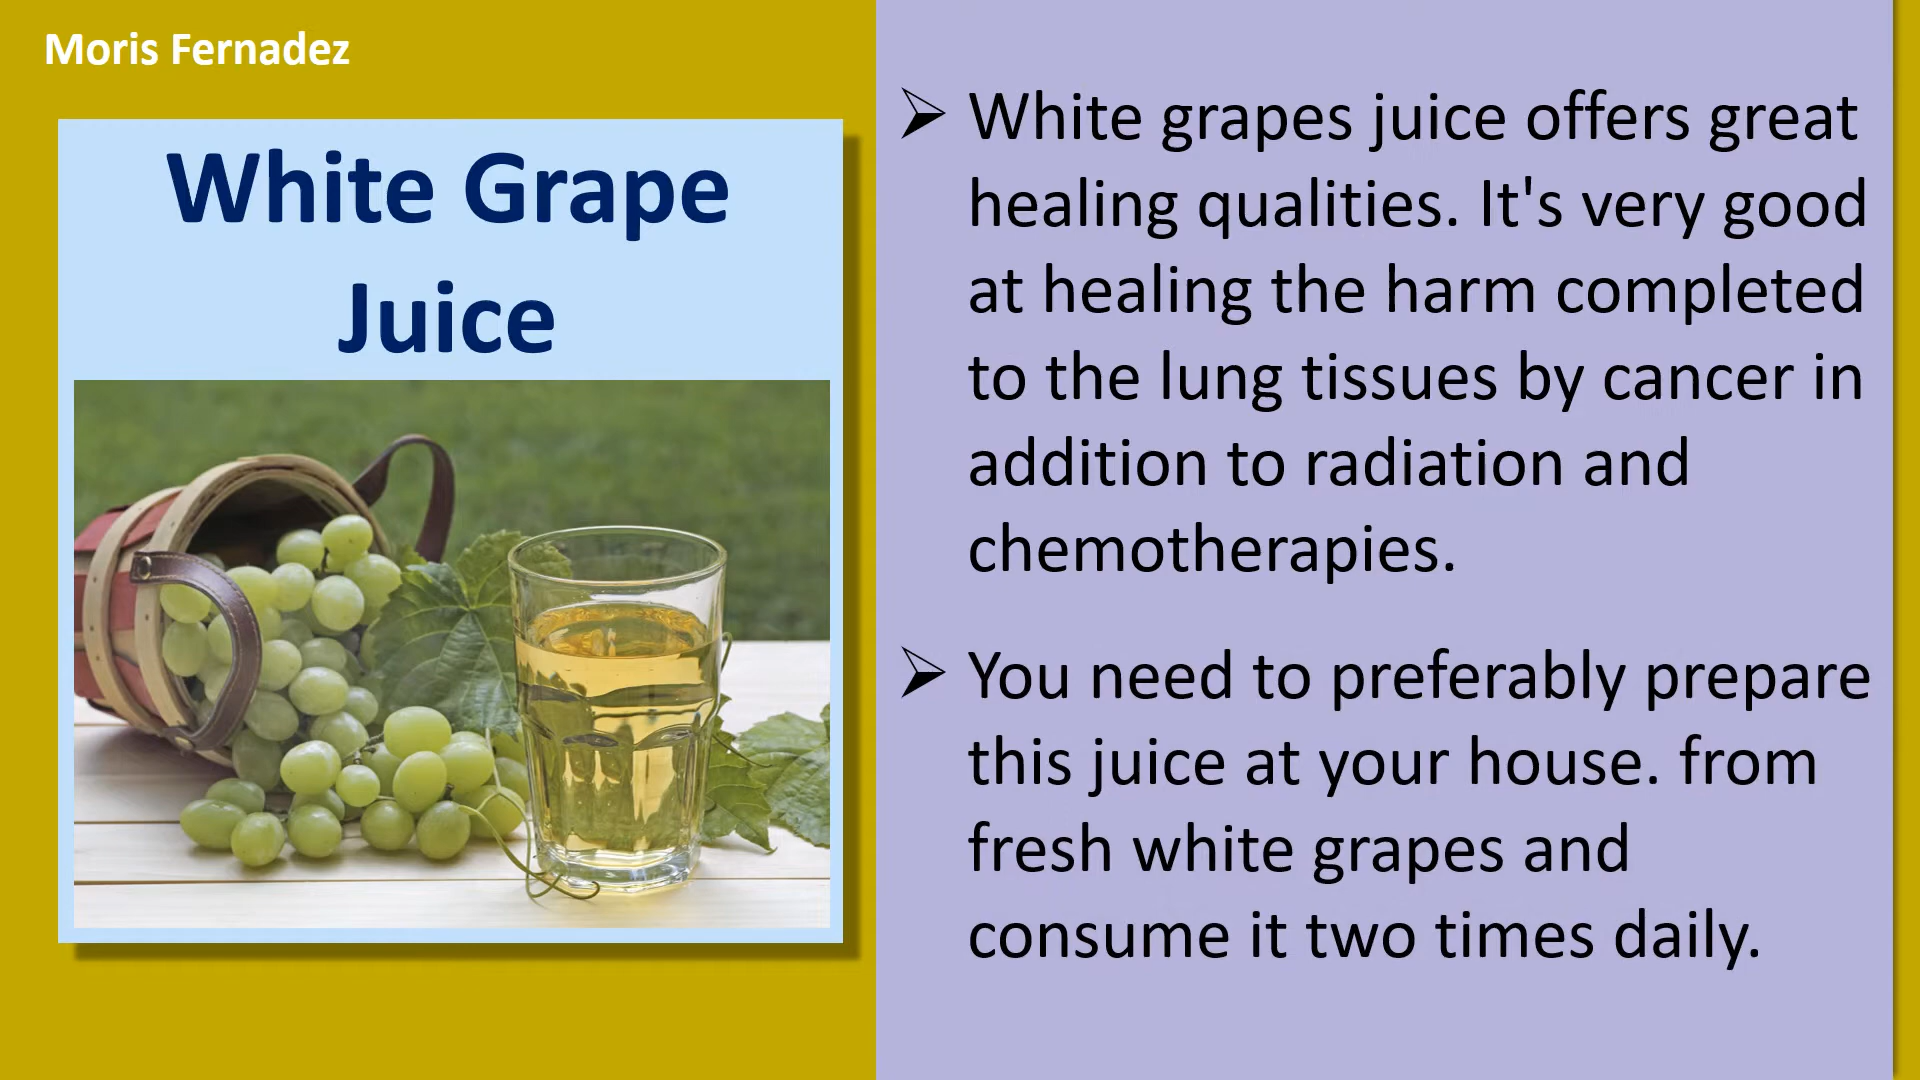 Moris Fernadez
White Grape
Juice
➢ White grapes juice offers great
healing qualities. It's very good
at healing the harm completed
to the lung tissues by cancer in
addition to radiation and
chemotherapies.
➢ You need to preferably prepare
this juice at your house. from
fresh white grapes and
consume it two times daily.